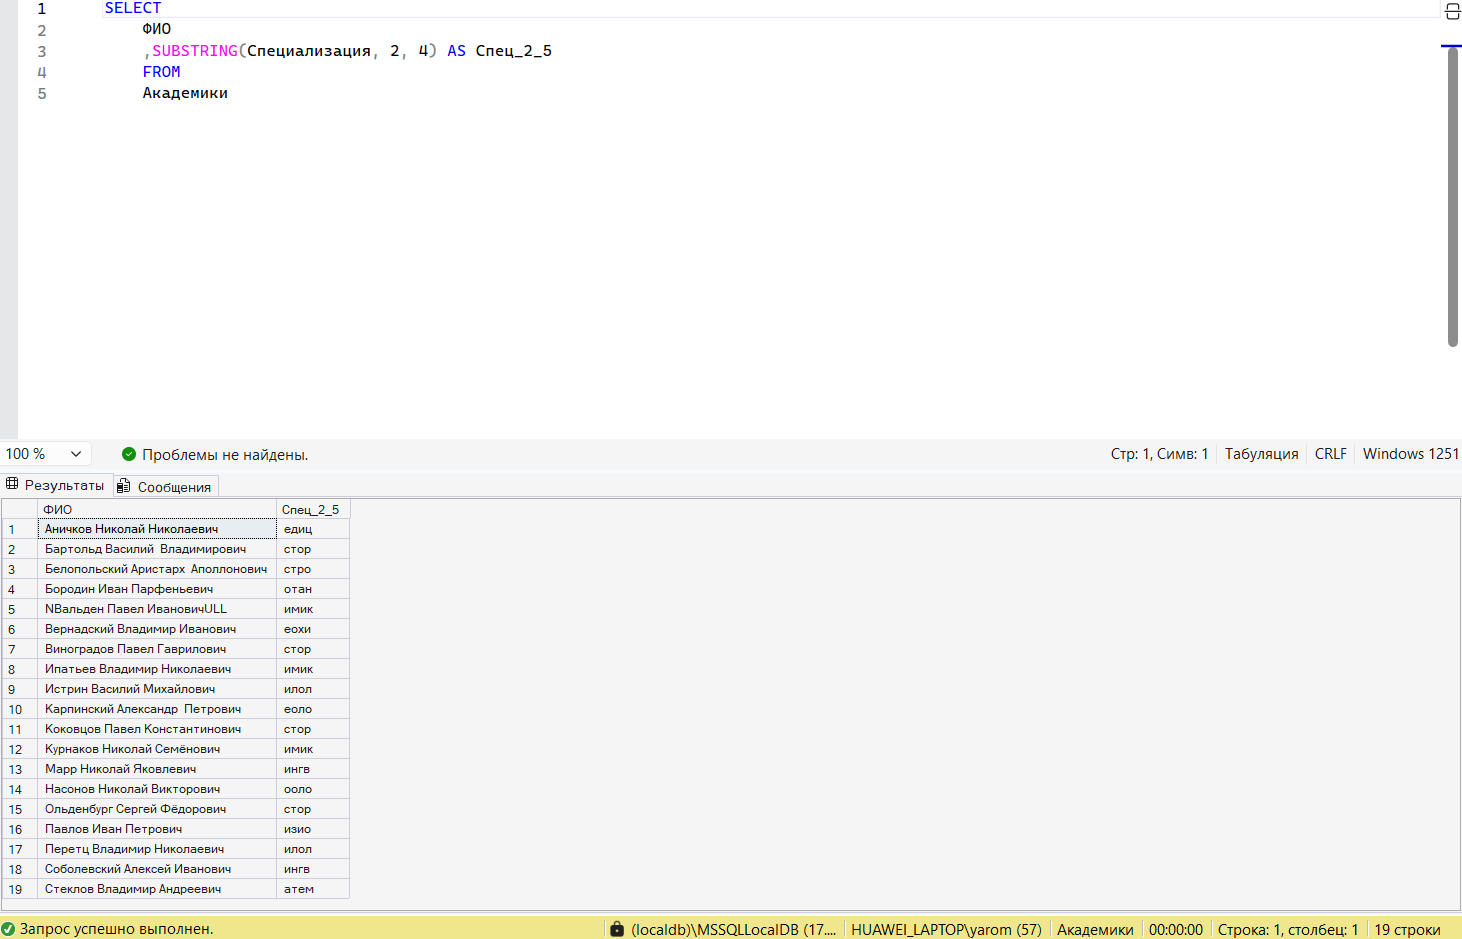 1 SELECT
2 ФИО
3 ,SUBSTRING(Специализация, 2, 4) AS Спец_2_5
4 FROM
5 Академики
100 % Проблемы не найдены. Стр: 1, Симв: 1 Табуляция CRLF Windows 1251
Результаты Сообщения
ФИО Спец_2_5
1 Аничков Николай Николаевич едиц
2 Бартольд Василий  Владимирович стор
3 Белопольский Аристарх  Аполлонович стро
4 Бородин Иван Парфеньевич отан
5 NВальден Павел ИвановичULL имик
6 Вернадский Владимир Иванович еохи
7 Виноградов Павел Гаврилович стор
8 Ипатьев Владимир Николаевич имик
9 Истрин Василий Михайлович илол
10 Карпинский Александр  Петрович еоло
11 Коковцов Павел Константинович стор
12 Курнаков Николай Семёнович имик
13 Марр Николай Яковлевич ингв
14 Насонов Николай Викторович ооло
15 Ольденбург Сергей Фёдорович стор
16 Павлов Иван Петрович изио
17 Перетц Владимир Николаевич илол
18 Соболевский Алексей Иванович ингв
19 Стеклов Владимир Андреевич атем
Запрос успешно выполнен. (localdb)\MSSQLLocalDB (17.... HUAWEI_LAPTOP\yarom (57) Академики 00:00:00 Строка: 1, столбец: 1 19 строки